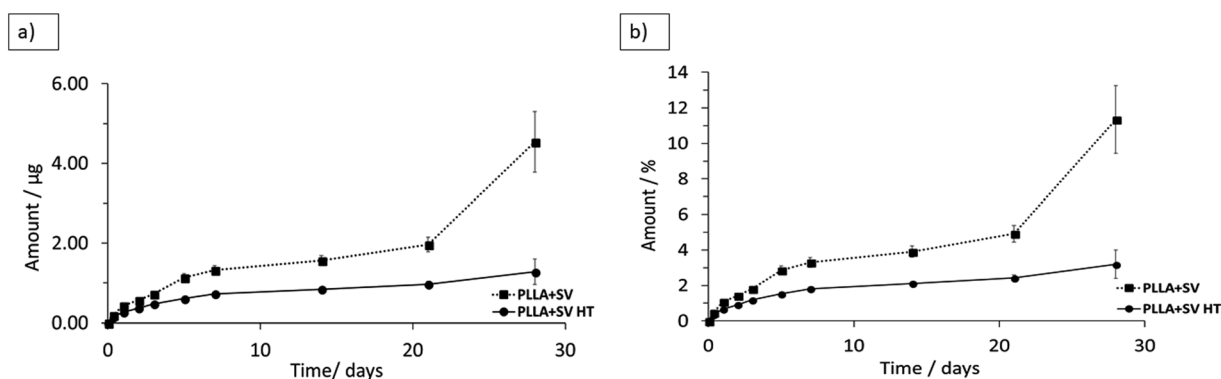 a)
6.00
4.00
2.00
0.00
Amount / µg
0
10
20
30
Time/ days
PLLA+SV
PLLA+SV HT
b)
14
12
10
8
6
4
2
0
Amount / %
0
10
20
30
Time / days
PLLA+SV
PLLA+SV HT